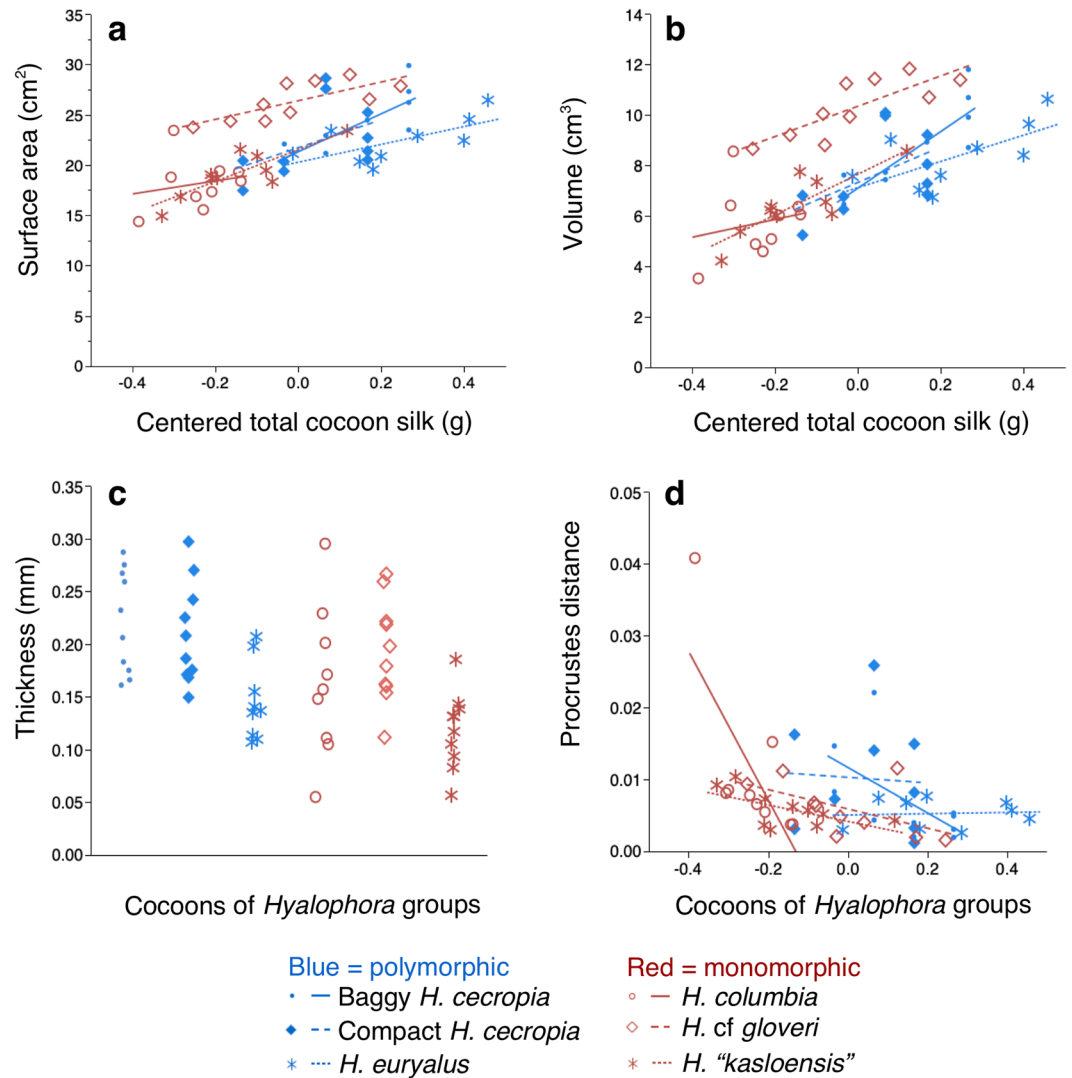 a
35
30
25
20
15
10
5
0
Surface area (cm²)
-0.4 -0.2 0.0 0.2 0.4
Centered total cocoon silk (g)
b
14
12
10
8
6
4
2
0
Volume (cm³)
-0.4 -0.2 0.0 0.2 0.4
Centered total cocoon silk (g)
c
0.35
0.30
0.25
0.20
0.15
0.10
0.05
0.00
Thickness (mm)
Cocoons of Hyalophora groups
d
0.05
0.04
0.03
0.02
0.01
0.00
Procrustes distance
-0.4 -0.2 0.0 0.2 0.4
Cocoons of Hyalophora groups
Blue = polymorphic
Baggy H. cecropia
Compact H. cecropia
H. euryalus
Red = monomorphic
H. columbia
H. cf gloveri
H. “kasloensis”